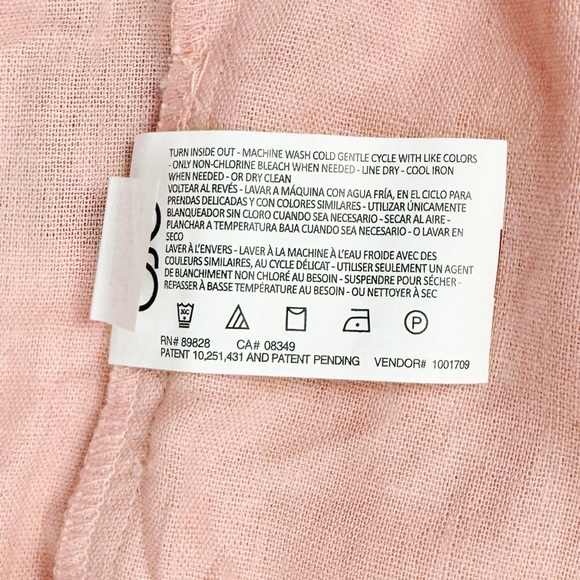 TURN INSIDE OUT - MACHINE WASH COLD GENTLE CYCLE WITH LIKE COLORS
- ONLY NON-CHLORINE BLEACH WHEN NEEDED - LINE DRY - COOL IRON
WHEN NEEDED - OR DRY CLEAN
VOLTEAR AL REVÉS - LAVAR A MÁQUINA CON AGUA FRÍA, EN EL CICLO PARA
PRENDAS DELICADAS Y CON COLORES SIMILARES - UTILIZAR ÚNICAMENTE
BLANQUEADOR SIN CLORO CUANDO SEA NECESARIO - SECAR AL AIRE -
PLANCHAR A TEMPERATURA BAJA CUANDO SEA NECESARIO - O LAVAR EN
SECO
LAVER À L'ENVERS - LAVER À LA MACHINE À L'EAU FROIDE AVEC DES
COULEURS SIMILAIRES, AU CYCLE DÉLICAT - UTILISER SEULEMENT UN AGENT
DE BLANCHIMENT NON CHLORÉ AU BESOIN - SUSPENDRE POUR SÉCHER -
REPASSER À BASSE TEMPÉRATURE AU BESOIN - OU NETTOYER À SEC
30C P
RN# 89828 CA# 08349
PATENT 10,251,431 AND PATENT PENDING VENDOR# 1001709